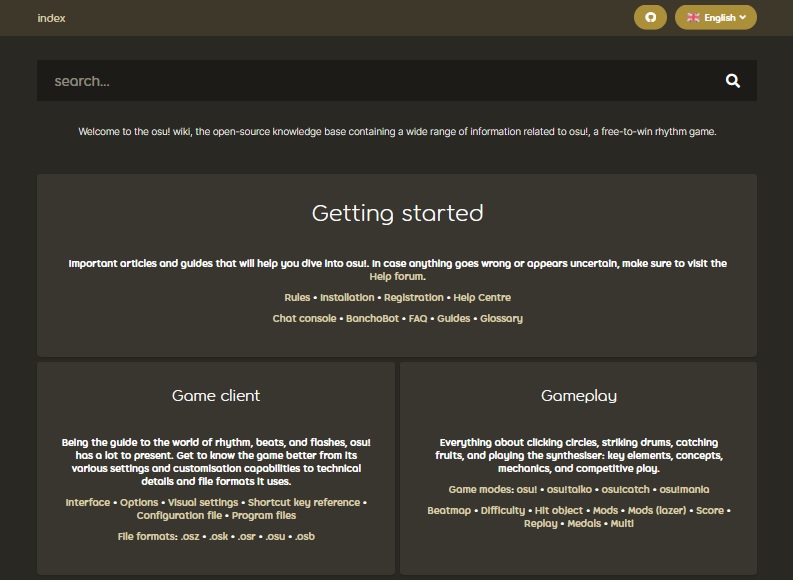 index
English
search...
Welcome to the osu! wiki, the open-source knowledge base containing a wide range of information related to osu!, a free-to-win rhythm game.
Getting started
Important articles and guides that will help you dive into osu!. In case anything goes wrong or appears uncertain, make sure to visit the
Help forum.
Rules • Installation • Registration • Help Centre
Chat console • BanchoBot • FAQ • Guides • Glossary
Game client
Being the guide to the world of rhythm, beats, and flashes, osu!
has a lot to present. Get to know the game better from its
various settings and customisation capabilities to technical
details and file formats it uses.
Interface • Options • Visual settings • Shortcut key reference •
Configuration file • Program files
File formats: .osz • .osk • .osr • .osu • .osb
Gameplay
Everything about clicking circles, striking drums, catching
fruits, and playing the synthesiser: key elements, concepts,
mechanics, and competitive play.
Game modes: osu! • osu!taiko • osu!catch • osu!mania
Beatmap • Difficulty • Hit object • Mods • Mods (lazer) • Score •
Replay • Medals • Multi